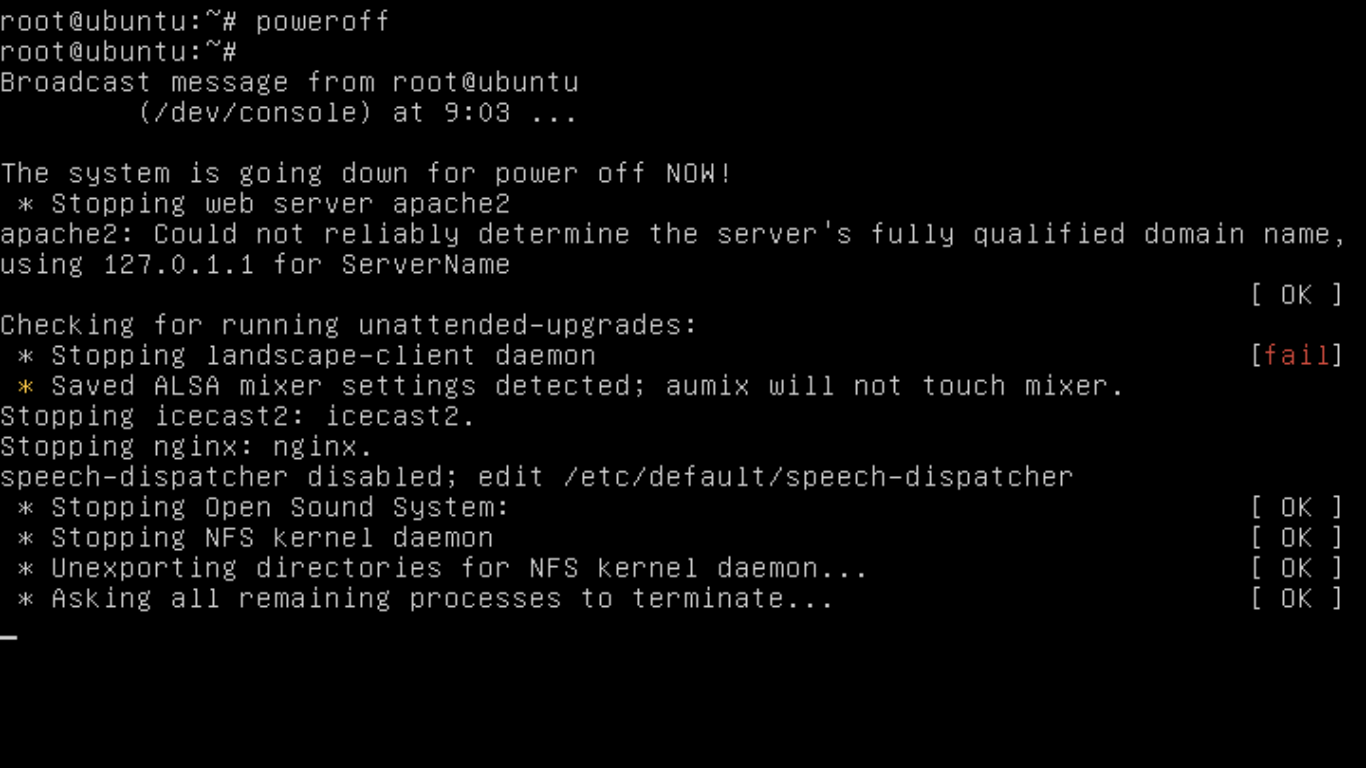 root@ubuntu:~# poweroff
root@ubuntu:~#
Broadcast message from root@ubuntu
        (/dev/console) at 9:03 ...

The system is going down for power off NOW!
 * Stopping web server apache2
apache2: Could not reliably determine the server's fully qualified domain name,
using 127.0.1.1 for ServerName
                                                                         [ OK ]
Checking for running unattended-upgrades:
 * Stopping landscape-client daemon                                      [fail]
 * Saved ALSA mixer settings detected; aumix will not touch mixer.
Stopping icecast2: icecast2.
Stopping nginx: nginx.
speech-dispatcher disabled; edit /etc/default/speech-dispatcher
 * Stopping Open Sound System:                                           [ OK ]
 * Stopping NFS kernel daemon                                            [ OK ]
 * Unexporting directories for NFS kernel daemon...                      [ OK ]
 * Asking all remaining processes to terminate...                        [ OK ]